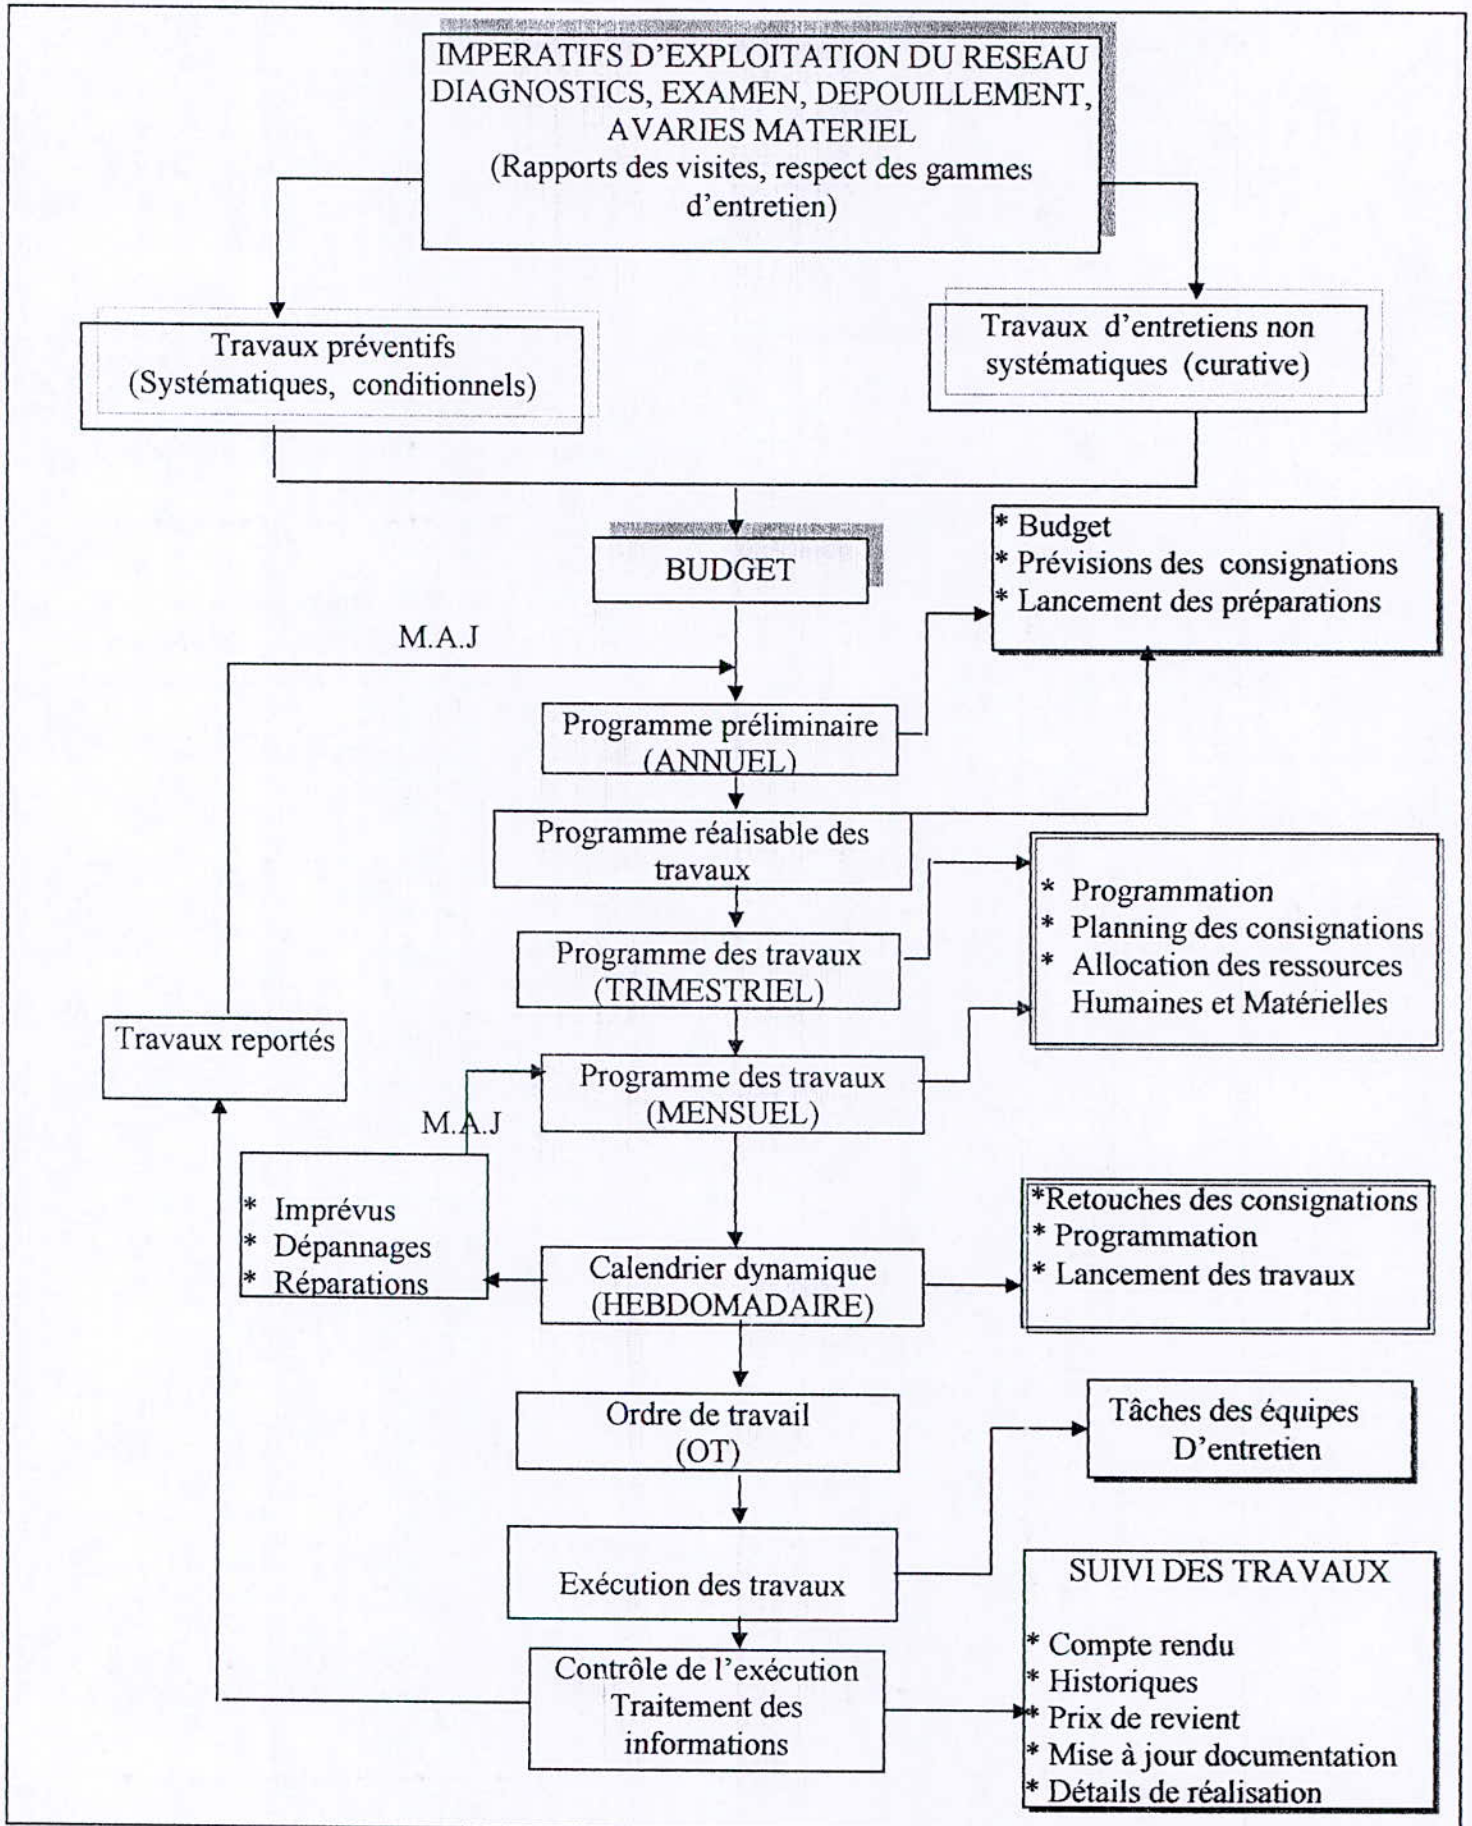 IMPERATIFS D'EXPLOITATION DU RESEAU
DIAGNOSTICS, EXAMEN, DEPOUILLEMENT,
AVARIES MATERIEL
(Rapports des visites, respect des gammes
d'entretien)
Travaux préventifs
(Systématiques, conditionnels)
Travaux d'entretiens non
systématiques (curative)
BUDGET
* Budget
* Prévisions des consignations
* Lancement des préparations
M.A.J
Programme préliminaire
(ANNUEL)
Programme réalisable des
travaux
* Programmation
* Planning des consignations
* Allocation des ressources
Humaines et Matérielles
Programme des travaux
(TRIMESTRIEL)
Travaux reportés
Programme des travaux
(MENSUEL)
M.A.J
* Imprévus
* Dépannages
* Réparations
Calendrier dynamique
(HEBDOMADAIRE)
*Retouches des consignations
* Programmation
* Lancement des travaux
Ordre de travail
(OT)
Tâches des équipes
D'entretien
Exécution des travaux
Contrôle de l'exécution
Traitement des
informations
SUIVI DES TRAVAUX
* Compte rendu
* Historiques
* Prix de revient
* Mise à jour documentation
* Détails de réalisation